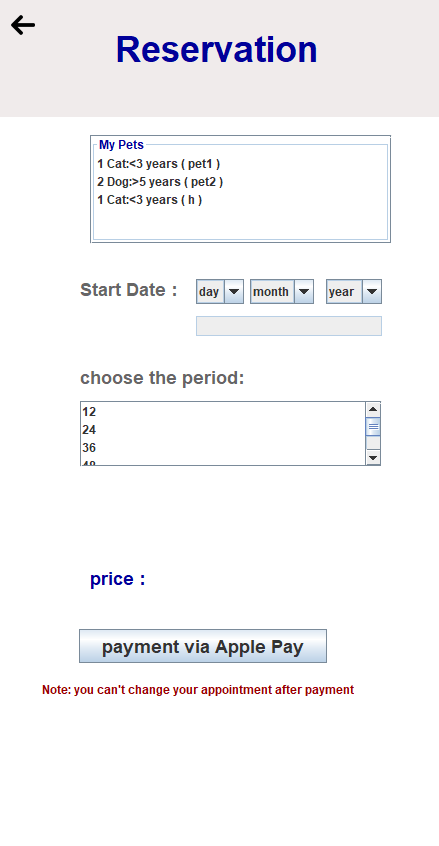 Reservation
My Pets
1 Cat:<3 years ( pet1 )
2 Dog:>5 years ( pet2 )
1 Cat:<3 years ( h )
Start Date : day month year
choose the period:
12
24
36
48
price :
payment via Apple Pay
Note: you can't change your appointment after payment